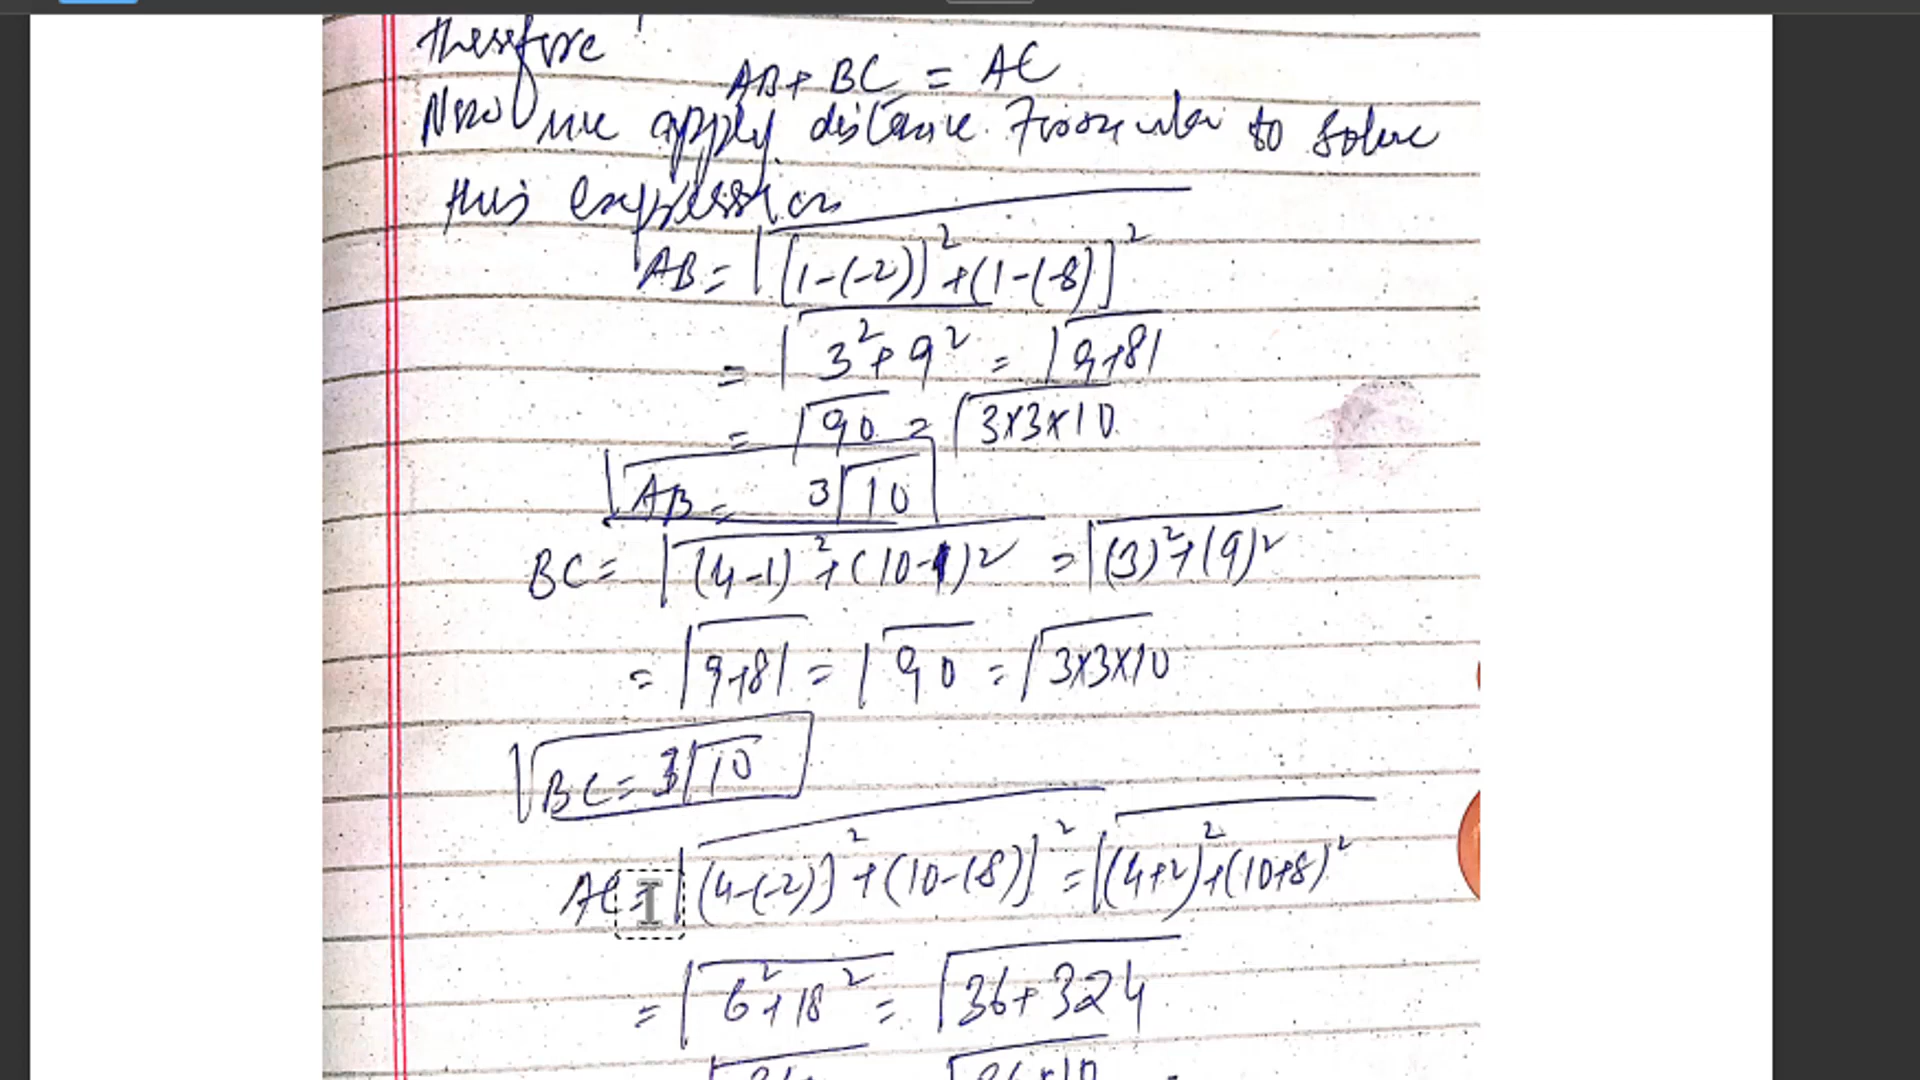 Therefore
AB + BC = AC
Now we apply distance Formula to solve
this expression
AB = √[(1-(-2))² + (1-(-8)]²
= √3² + 9² = √9+81
= √90 = √3×3×10
AB = 3√10
BC = √(4-1)² + (10-1)² = √(3)² + (9)²
= √9+81 = √90 = √3×3×10
BC = 3√10
AC = √(4-(-2))² + (10-(-8)]² = √(4+2)² + (10+8)²
= √6² + 18² = √36 + 324